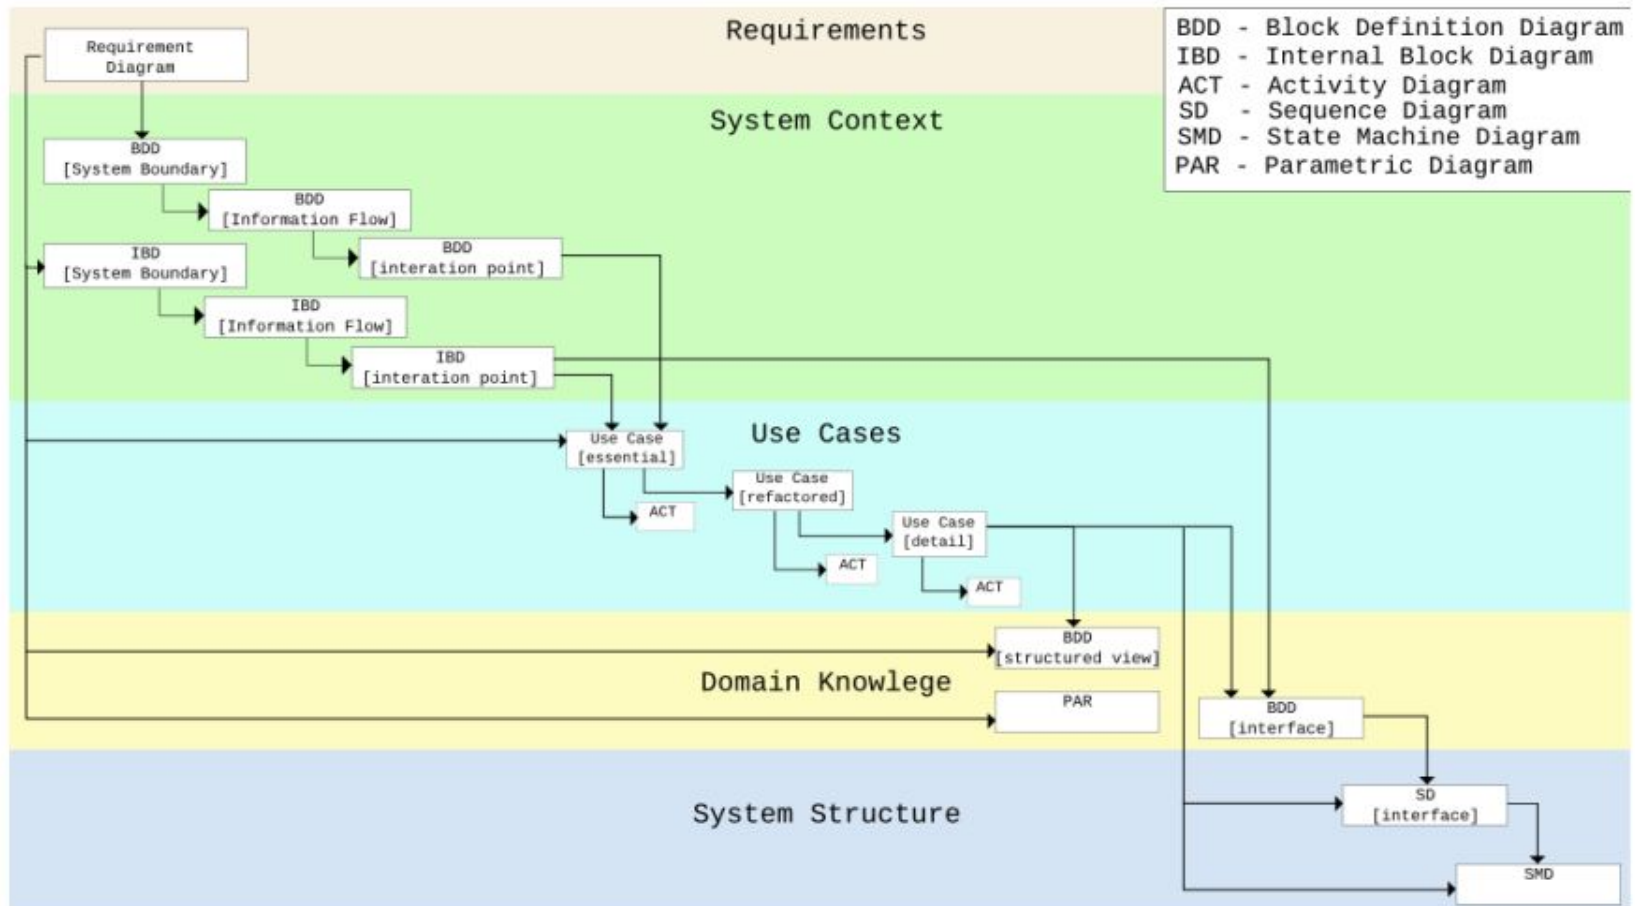 Requirements
BDD - Block Definition Diagram
IBD - Internal Block Diagram
ACT - Activity Diagram
SD - Sequence Diagram
SMD - State Machine Diagram
PAR - Parametric Diagram
Requirement
Diagram
System Context
BDD
[System Boundary]
BDD
[Information Flow]
BDD
[interation point]
IBD
[System Boundary]
IBD
[Information Flow]
IBD
[interation point]
Use Cases
Use Case
[essential]
ACT
Use Case
[refactored]
ACT
Use Case
[detail]
ACT
BDD
[structured view]
Domain Knowlege
PAR
BDD
[interface]
System Structure
SD
[interface]
SMD